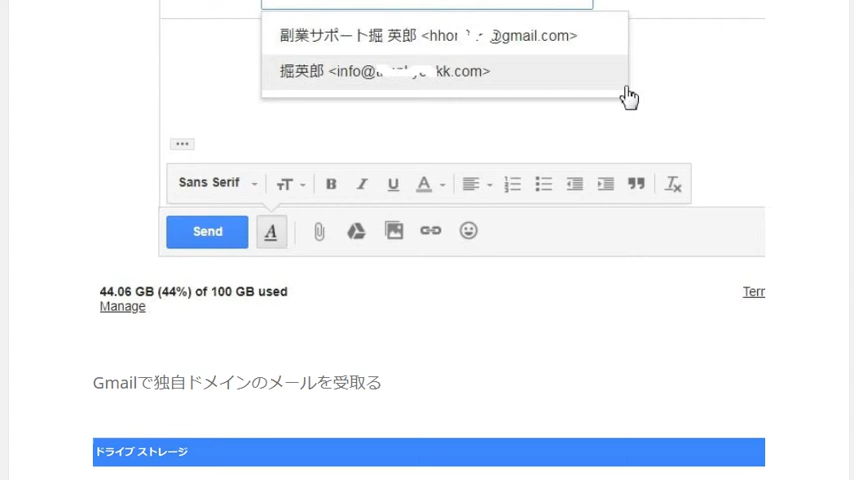 副業サポート堀 英郎 <hhor @gmail.com>
堀英郎 <info@ kk.com>
Sans Serif
Send
44.06 GB (44%) of 100 GB used
Manage
Terr
Gmailで独自ドメインのメールを受取る
ドライブ ストレージ